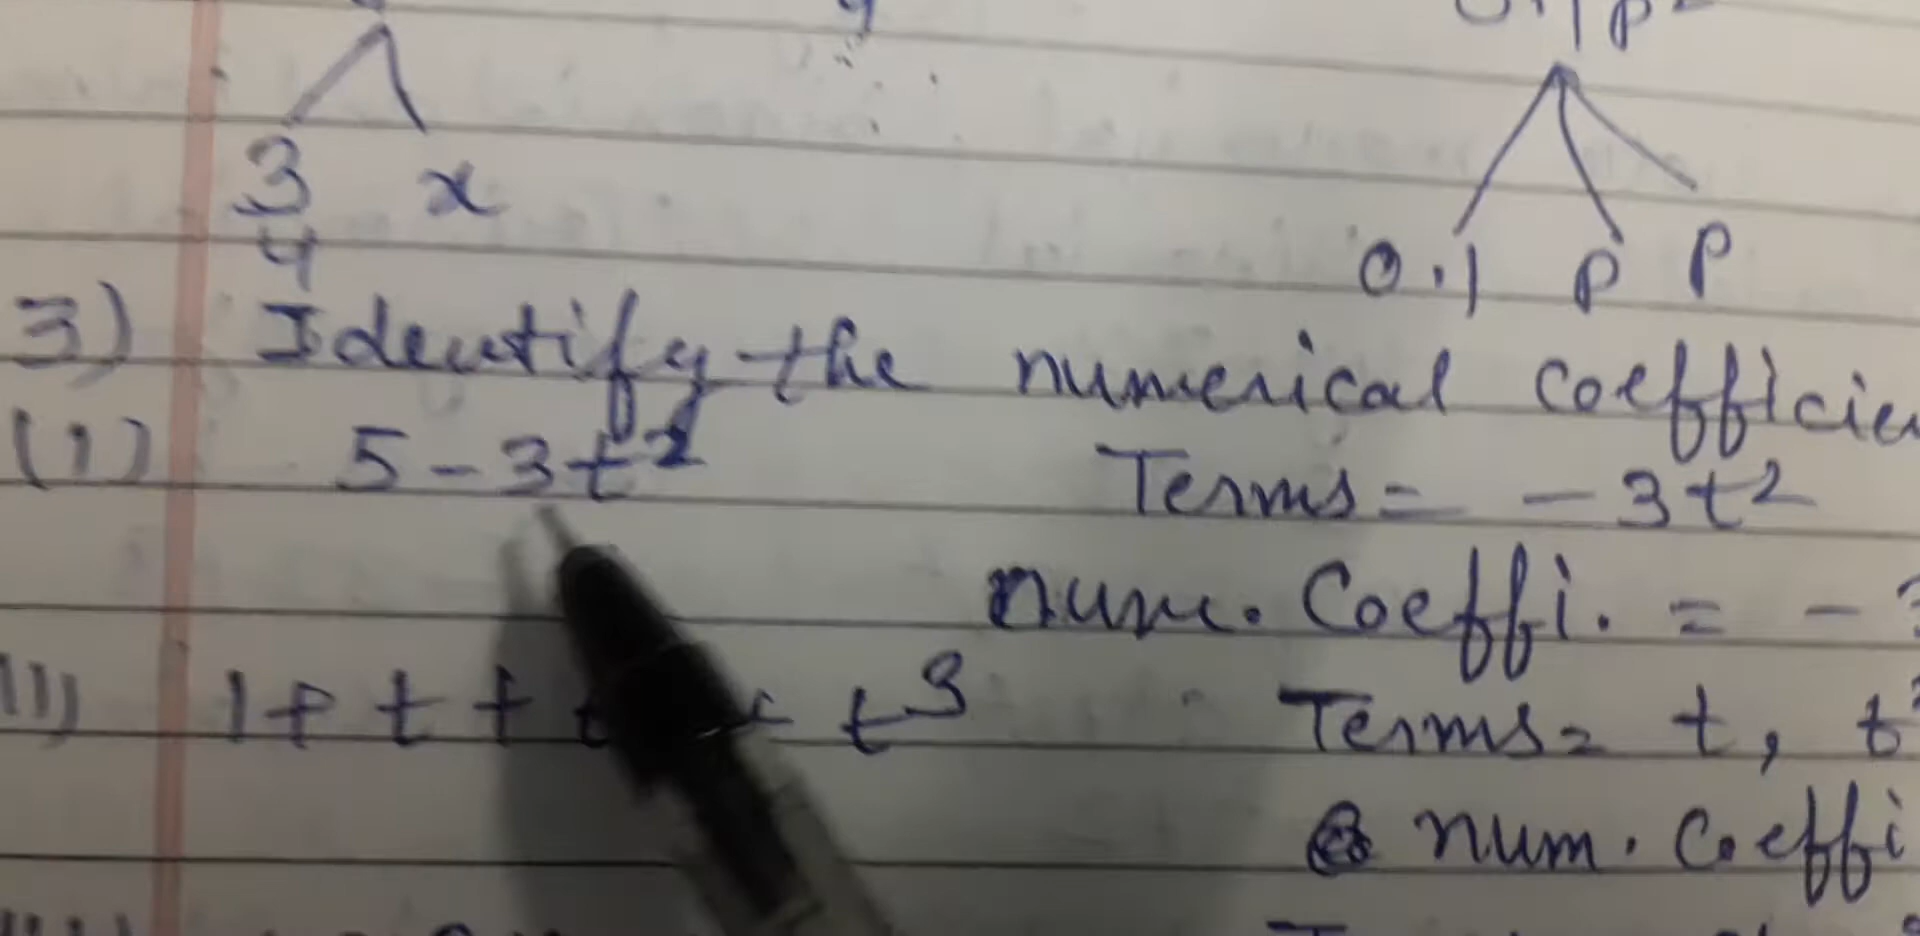 3 x
4
0.1 p p
3) Identify the numerical
(i) 5 - 3t² Terms = - 3t²
num. Coeffi. = -
ii) 1 + t + t³ Terms = t,
num. Coeffi